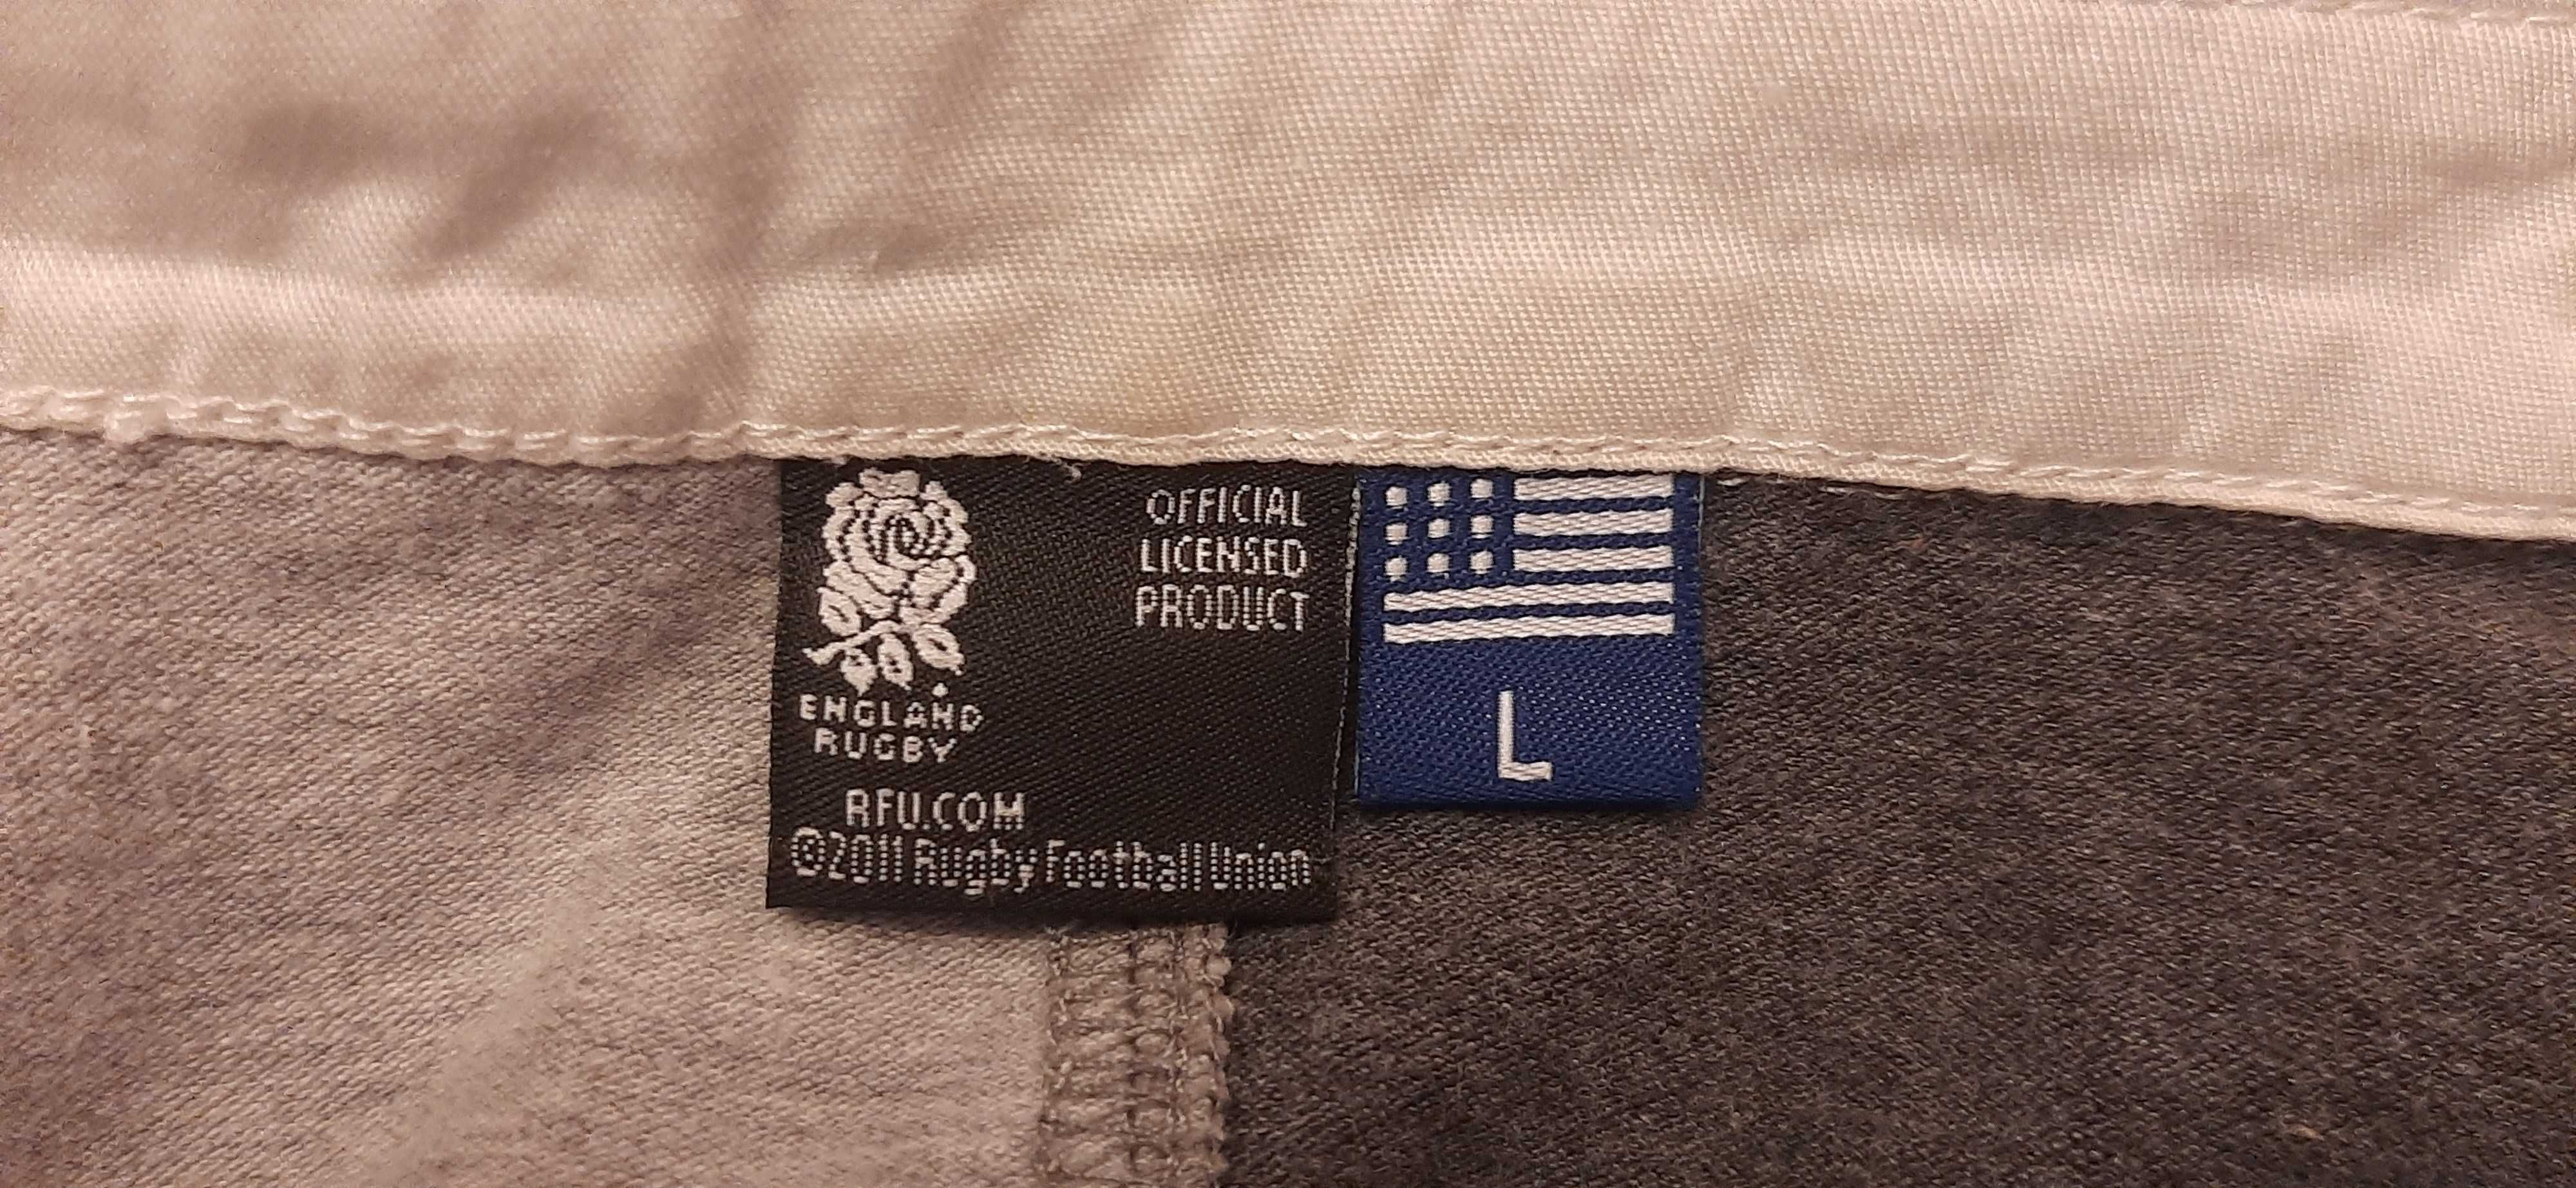 OFFICIAL
LICENSED
PRODUCT
ENGLAND
RUGBY
RFU.COM
©2011 Rugby Football Union
L